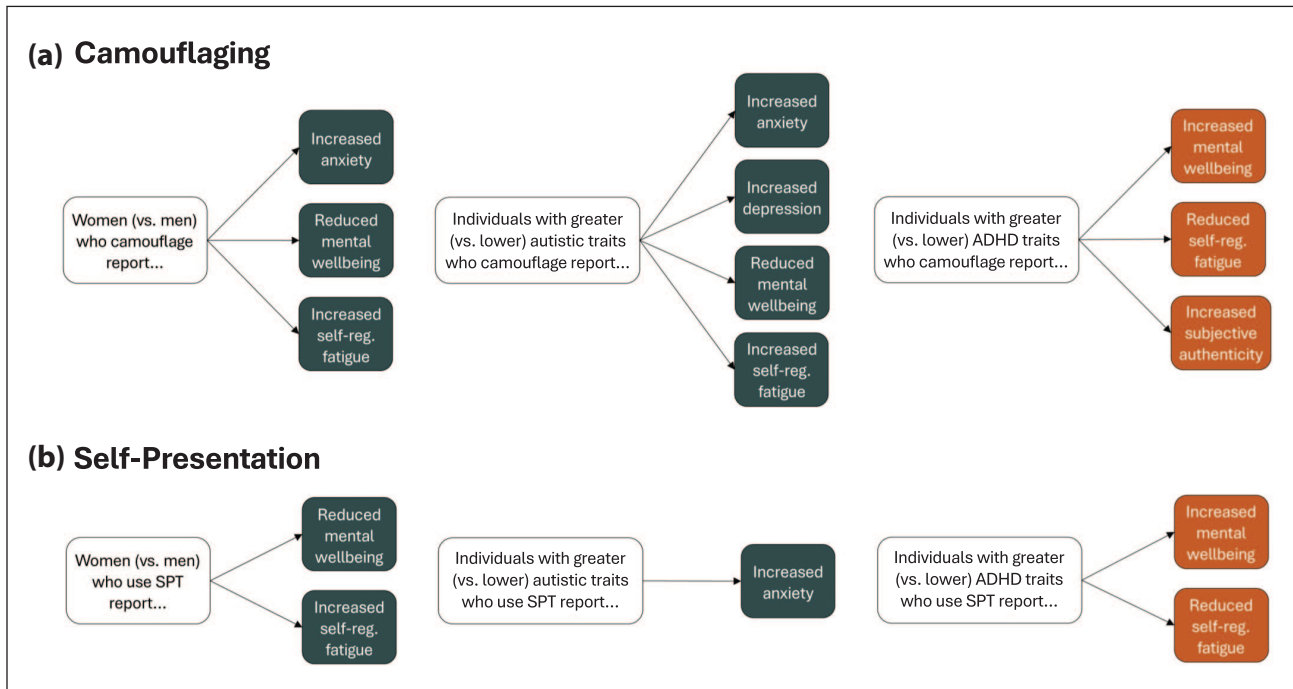 (a) Camouflaging
Women (vs. men)
who camouflage
report...
Increased
anxiety
Reduced
mental
wellbeing
Increased
self-reg.
fatigue
Individuals with greater
(vs. lower) autistic traits
who camouflage report...
Increased
anxiety
Increased
depression
Reduced
mental
wellbeing
Increased
self-reg.
fatigue
Individuals with greater
(vs. lower) ADHD traits
who camouflage report...
Increased
mental
wellbeing
Reduced
self-reg.
fatigue
Increased
subjective
authenticity
(b) Self-Presentation
Women (vs. men)
who use SPT
report...
Reduced
mental
wellbeing
Increased
self-reg.
fatigue
Individuals with greater
(vs. lower) autistic traits
who use SPT report...
Increased
anxiety
Individuals with greater
(vs. lower) ADHD traits
who use SPT report...
Increased
mental
wellbeing
Reduced
self-reg.
fatigue